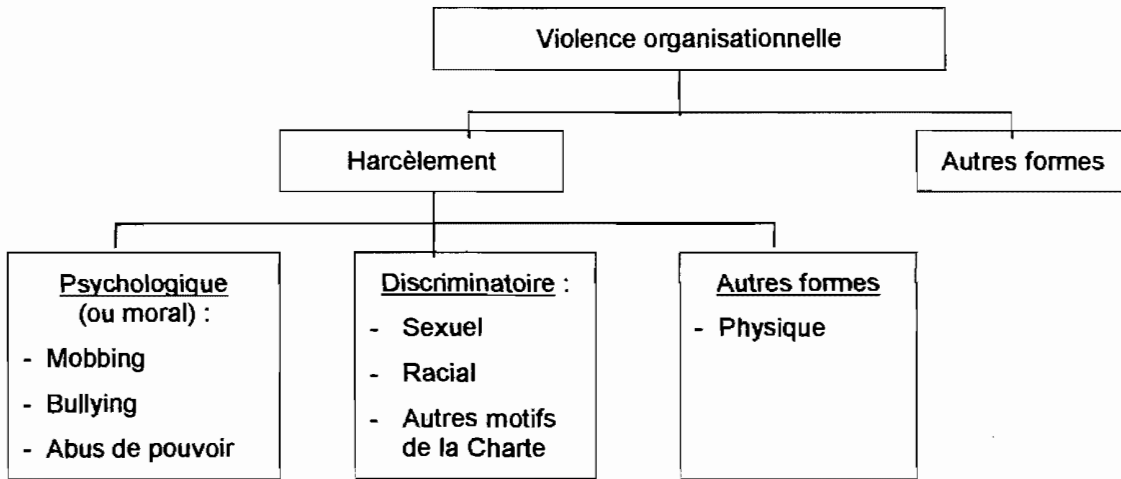 Violence organisationnelle
Harcèlement
Autres formes
Psychologique
(ou moral) :
- Mobbing
- Bullying
- Abus de pouvoir
Discriminatoire :
- Sexuel
- Racial
- Autres motifs
de la Charte
Autres formes
- Physique